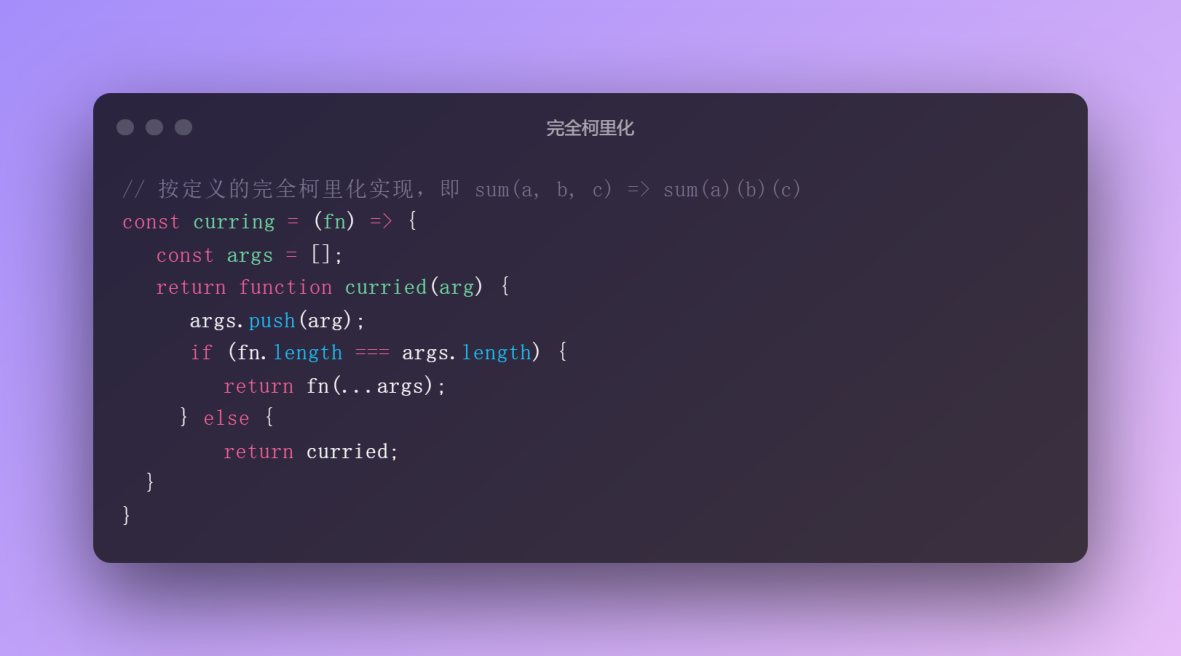 完全柯里化
// 按定义的完全柯里化实现，即 sum(a, b, c) => sum(a)(b)(c)
const curring = (fn) => {
   const args = [];
   return function curried(arg) {
      args.push(arg);
      if (fn.length === args.length) {
         return fn(...args);
     } else {
         return curried;
  }
}